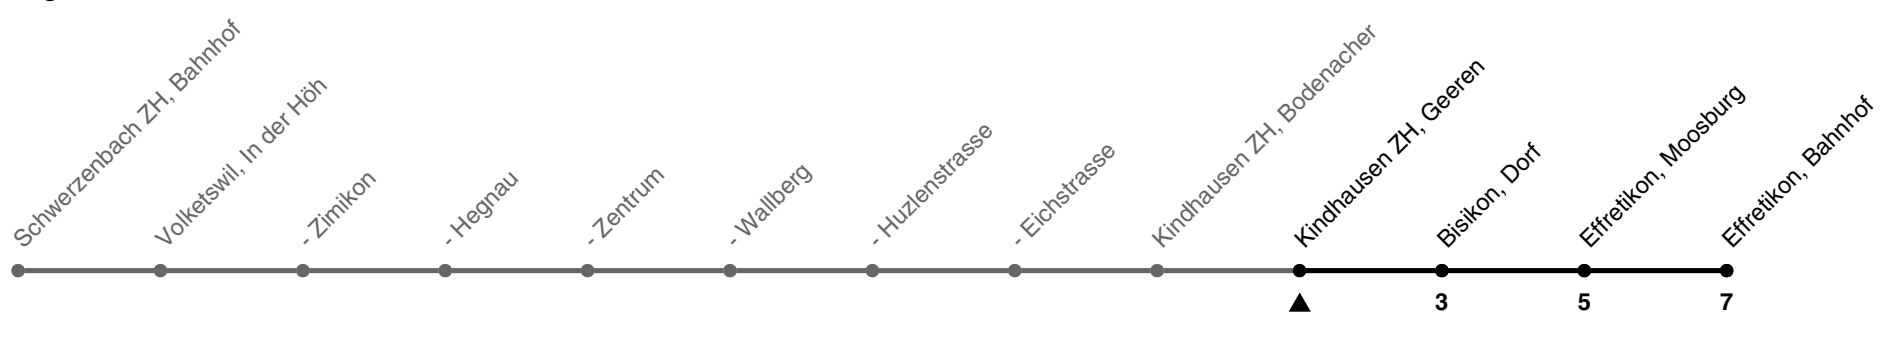 Schwerzenbach ZH, Bahnhof
Volketswil, In der Höh
- Zimikon
- Hegnau
- Zentrum
- Wallberg
- Huzlenstrasse
- Eichstrasse
Kindhausen ZH, Bodenacher
Kindhausen ZH, Geeren
Bisikon, Dorf
Effretikon, Moosburg
Effretikon, Bahnhof
3 5 7